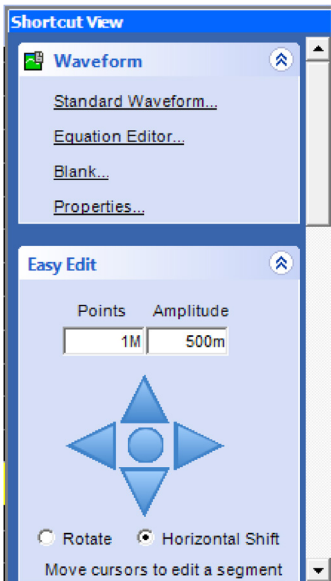 Shortcut View
Waveform
Standard Waveform...
Equation Editor...
Blank...
Properties...
Easy Edit
Points Amplitude
1M 500m
Rotate Horizontal Shift
Move cursors to edit a segment